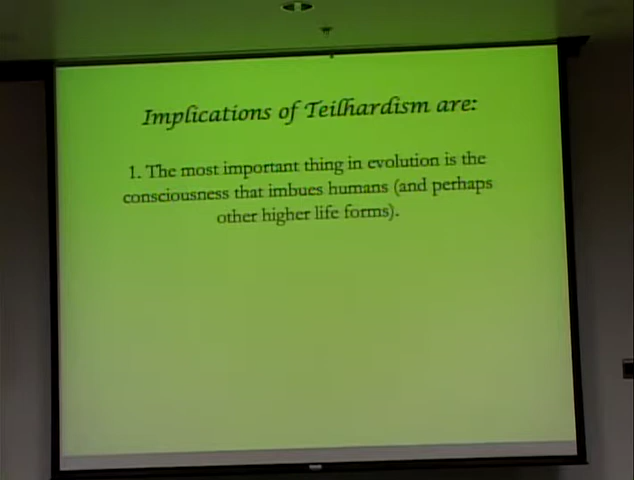 Implications of Teilhardism are:
1. The most important thing in evolution is the
consciousness that imbues humans (and perhaps
other higher life forms).